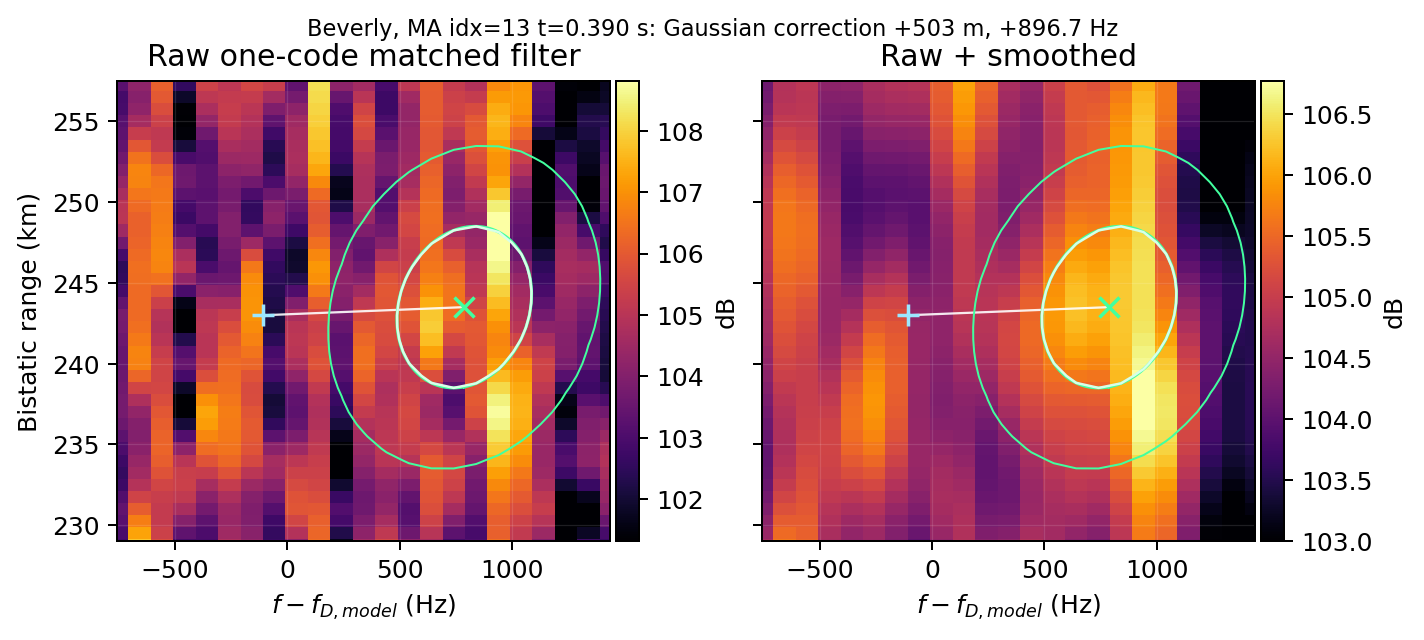 Beverly, MA idx=13 t=0.390 s: Gaussian correction +503 m, +896.7 Hz
Raw one-code matched filter
Raw + smoothed
Bistatic range (km)
255
250
245
240
235
230
−500 0 500 1000
f − f_{D, model} (Hz)
108
107
106
105
104
103
102
dB
−500 0 500 1000
f − f_{D, model} (Hz)
106.5
106.0
105.5
105.0
104.5
104.0
103.5
103.0
dB